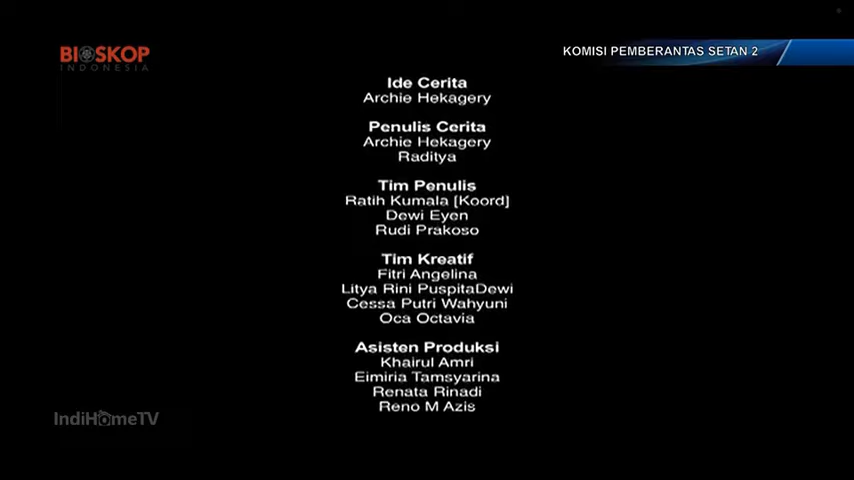 BIOSKOP
INDONESIA
KOMISI PEMBERANTAS SETAN 2
Ide Cerita
Archie Hekagery
Penulis Cerita
Archie Hekagery
Raditya
Tim Penulis
Ratih Kumala [Koord]
Dewi Eyen
Rudi Prakoso
Tim Kreatif
Fitri Angelina
Litya Rini PuspitaDewi
Cessa Putri Wahyuni
Oca Octavia
Asisten Produksi
Khairul Amri
Eimiria Tamsyarina
Renata Rinadi
Reno M Azis
IndiHomeTV